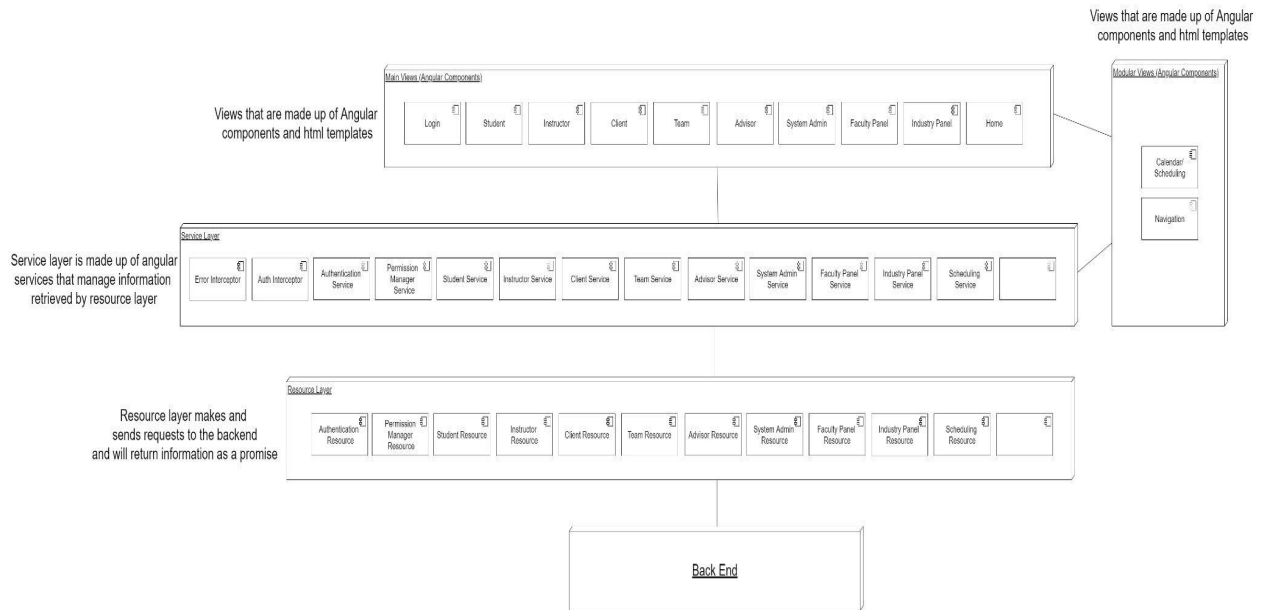 Views that are made up of Angular
components and html templates
Main Views (Angular Components)
Modular Views (Angular Components)
Views that are made up of Angular
components and html templates
Login
Student
Instructor
Client
Team
Advisor
System Admin
Faculty Panel
Industry Panel
Home
Calendar/
Scheduling
Navigation
Service Layer
Service layer is made up of angular
services that manage information
retrieved by resource layer
Error Interceptor
Auth Interceptor
Authentication
Service
Permission
Manager
Service
Student Service
Instructor Service
Client Service
Team Service
Advisor Service
System Admin
Service
Faculty Panel
Service
Industry Panel
Service
Scheduling
Service
Resource Layer
Resource layer makes and
sends requests to the backend
and will return information as a promise
Authentication
Resource
Permission
Manager
Resource
Student Resource
Instructor
Resource
Client Resource
Team Resource
Advisor Resource
System Admin
Resource
Faculty Panel
Resource
Industry Panel
Resource
Scheduling
Resource
Back End